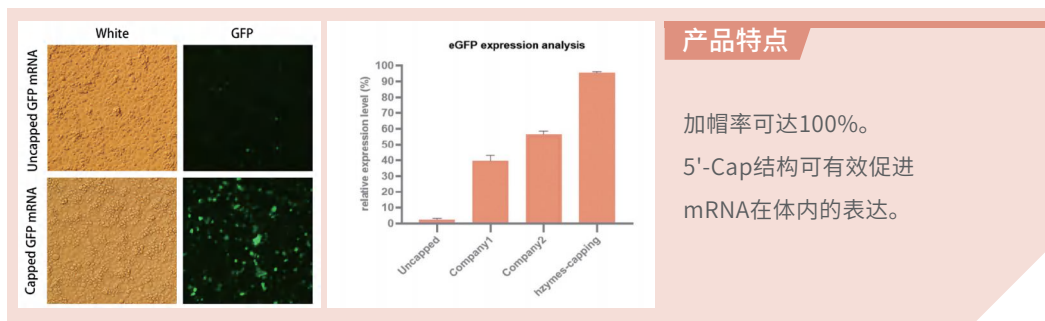 White
GFP
Uncapped GFP mRNA
Capped GFP mRNA
eGFP expression analysis
relative expression level (%)
100
90
80
70
60
50
40
30
20
10
0
Uncapped
Company1
Company2
hzymes-capping
产品特点
加帽率可达100%。
5'-Cap结构可有效促进
mRNA在体内的表达。